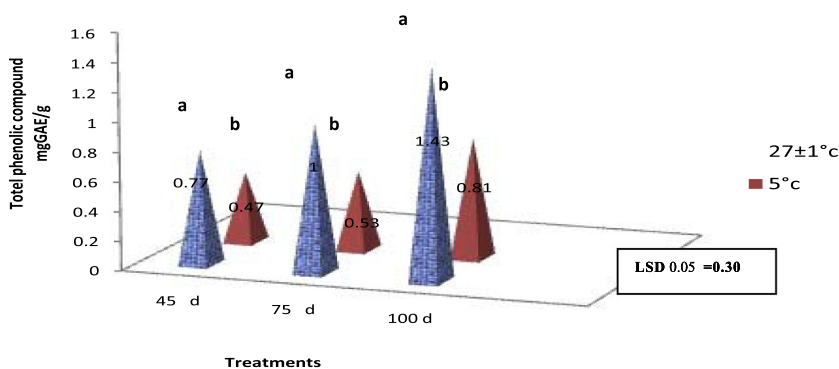 Totel phenolic compound
mgGAE/g
1.6
1.4
1.2
1
0.8
0.6
0.4
0.2
0
a
b
a
b
a
b
0.77
0.47
1
0.53
1.43
0.81
45 d
75 d
100 d
Treatments
27±1°c
5°c
LSD 0.05 =0.30